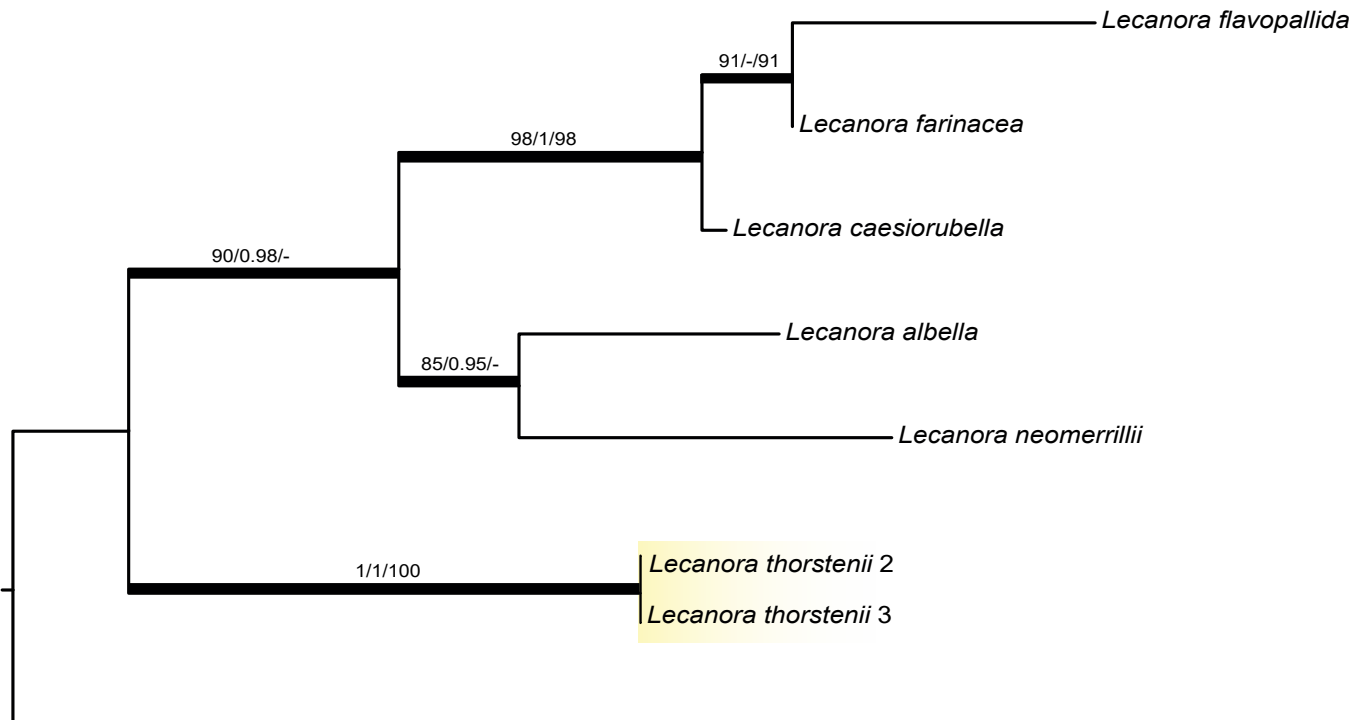 Lecanora flavopallida
91/-/91
Lecanora farinacea
98/1/98
Lecanora caesiorubella
90/0.98/-
Lecanora albella
85/0.95/-
Lecanora neomerrillii
Lecanora thorstenii 2
1/1/100
Lecanora thorstenii 3